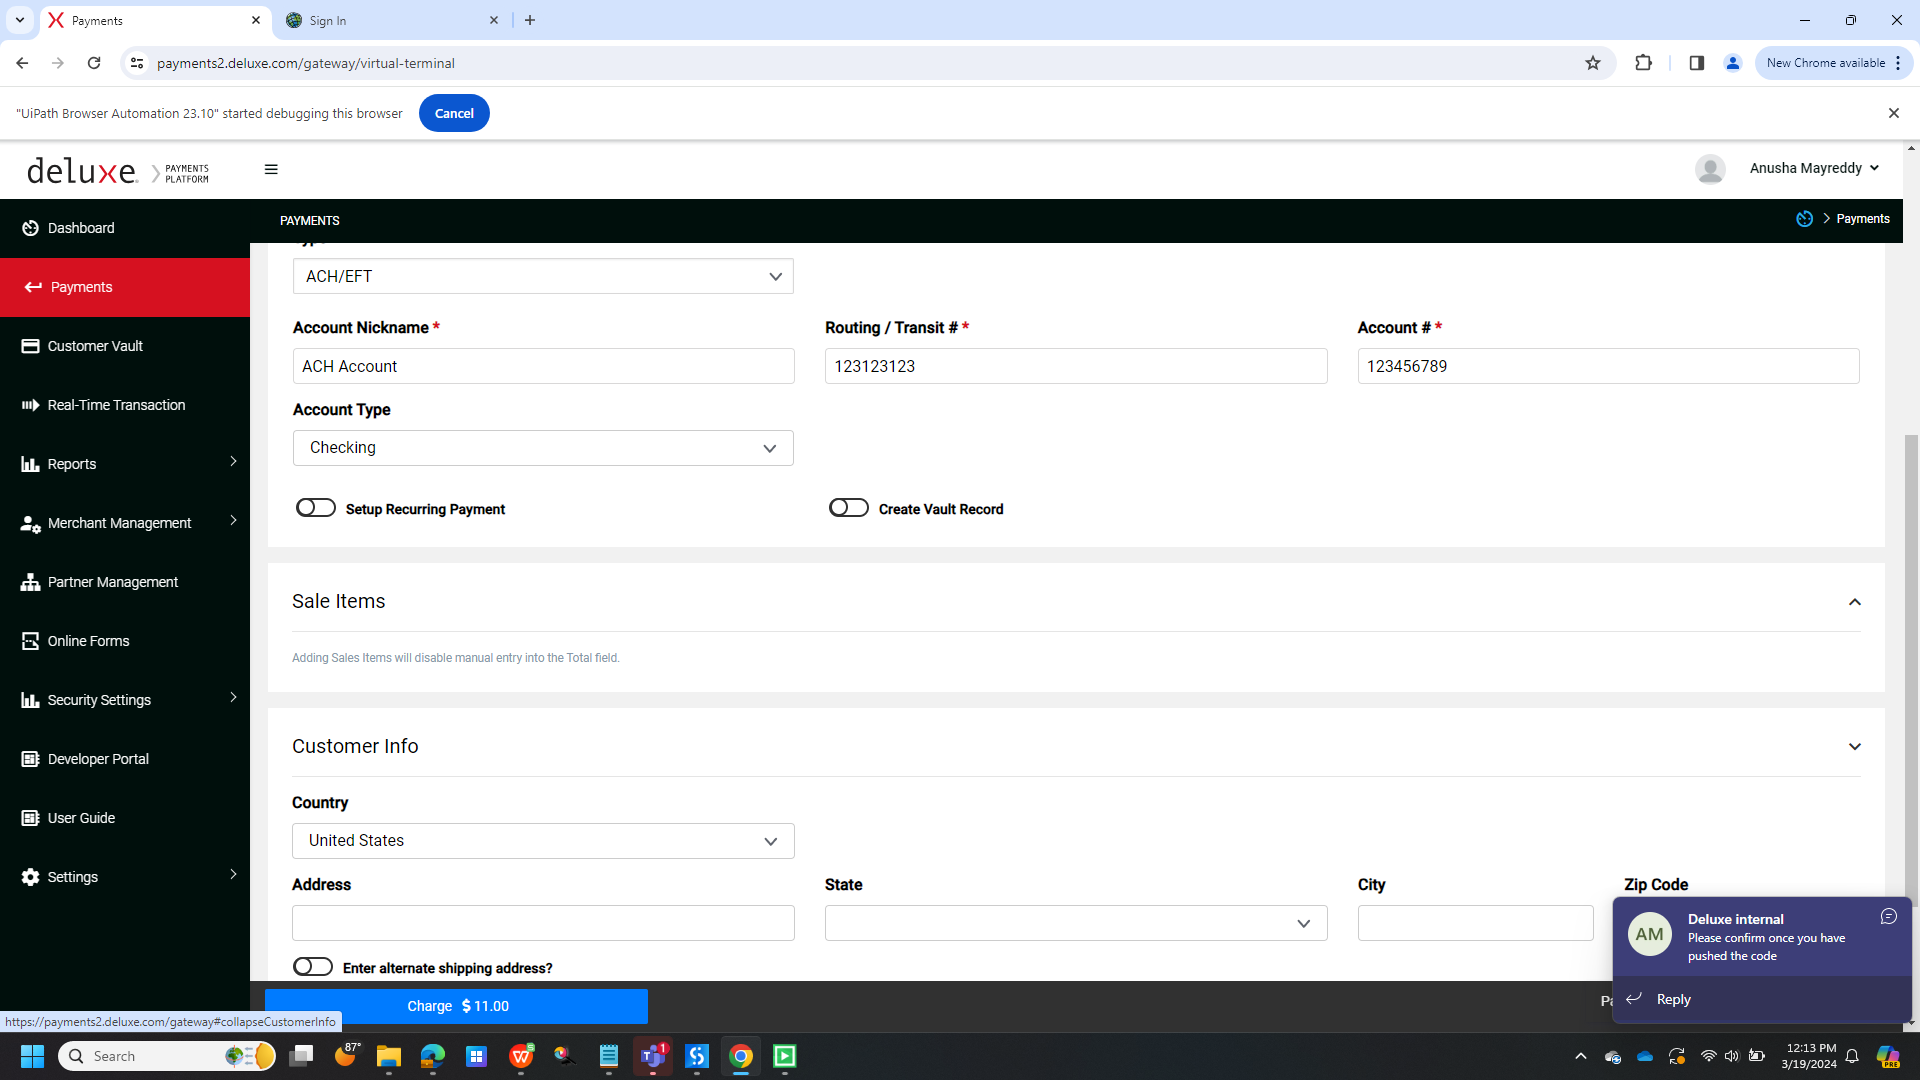 Payments
Sign In
payments2.deluxe.com/gateway/virtual-terminal
New Chrome available
"UiPath Browser Automation 23.10" started debugging this browser
Cancel
deluxe.
PAYMENTS
PLATFORM
Anusha Mayreddy
Dashboard
PAYMENTS
Payments
Payments
ACH/EFT
Account Nickname *
Routing / Transit # *
Account # *
Customer Vault
ACH Account
123123123
123456789
Real-Time Transaction
Account Type
Checking
Reports
Setup Recurring Payment
Create Vault Record
Merchant Management
Partner Management
Sale Items
Online Forms
Adding Sales Items will disable manual entry into the Total field.
Security Settings
Customer Info
Developer Portal
Country
User Guide
United States
Settings
Address
State
City
Zip Code
Enter alternate shipping address?
AM
Deluxe internal
Please confirm once you have
pushed the code
Reply
Charge $ 11.00
Pa
https://payments2.deluxe.com/gateway#collapseCustomerInfo
Search
87°
1
PRE
12:13 PM
3/19/2024